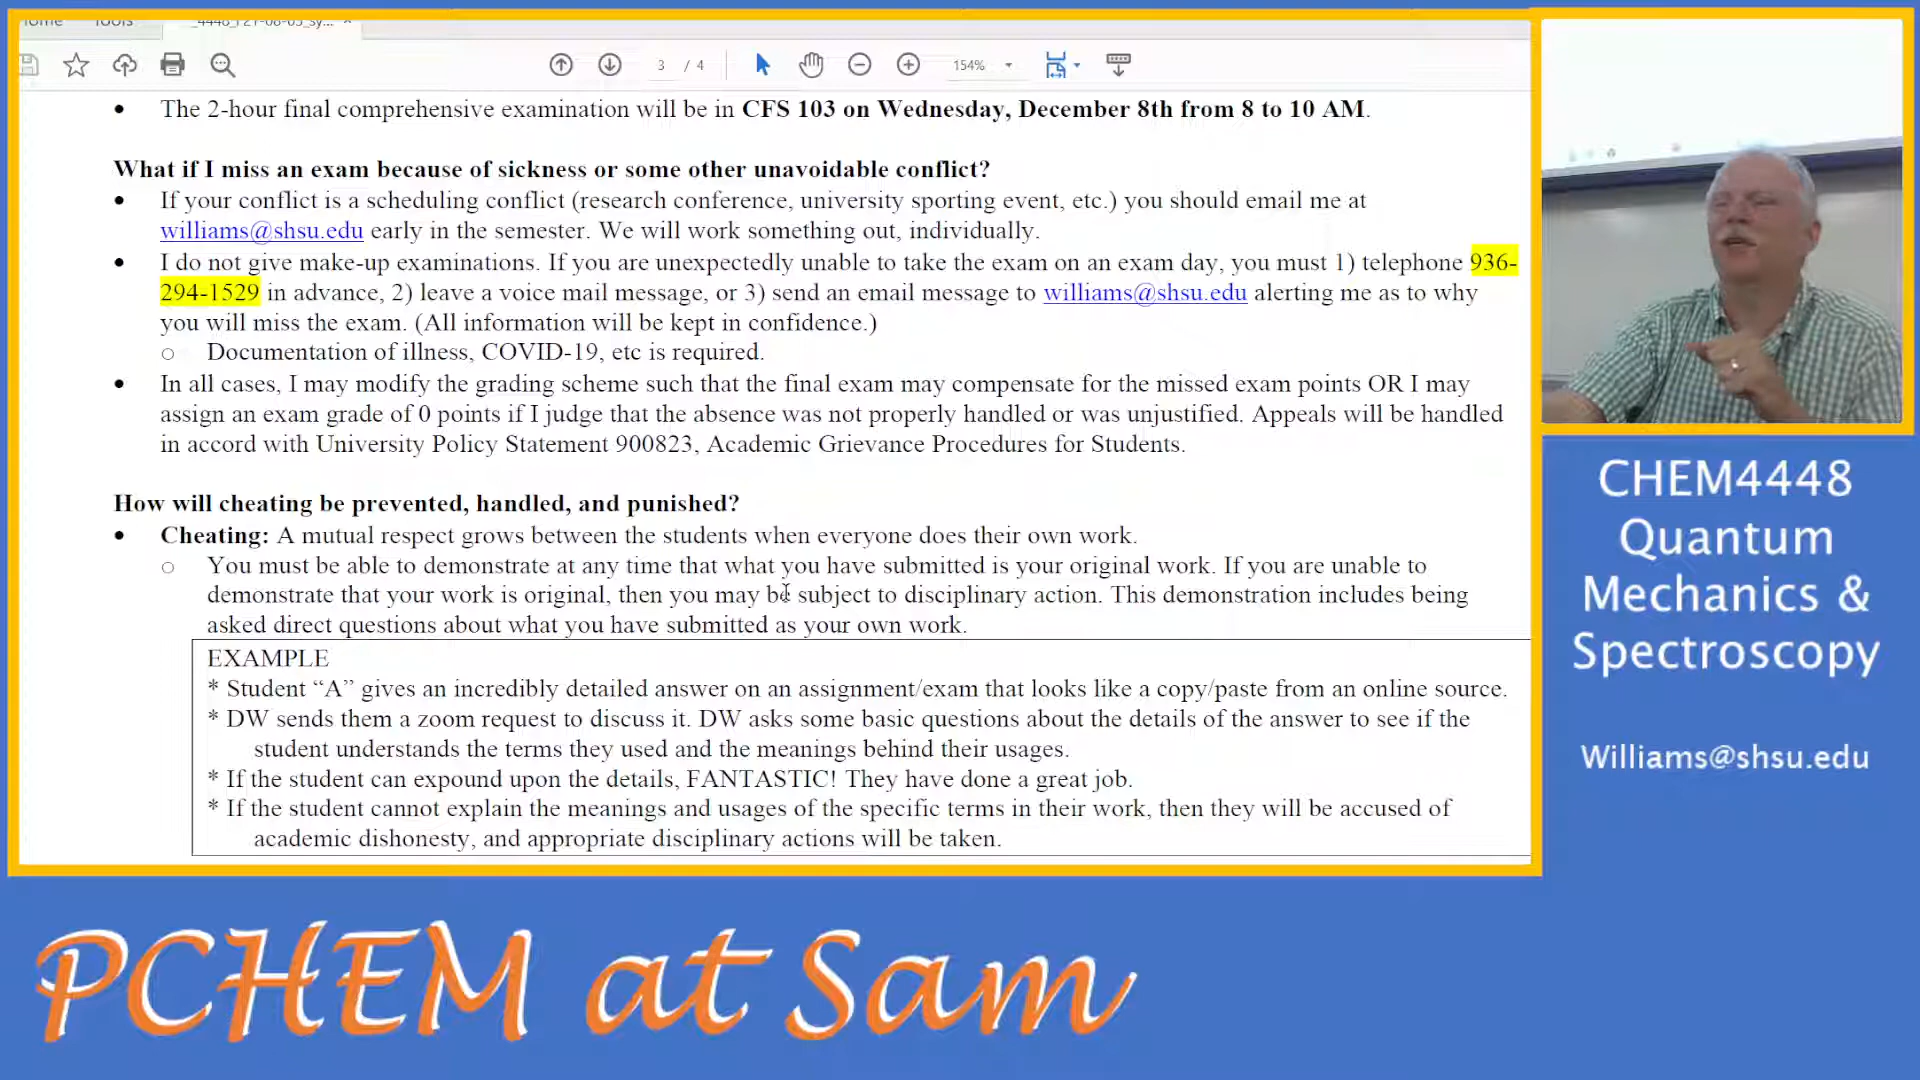 3 / 4
154%
• The 2-hour final comprehensive examination will be in CFS 103 on Wednesday, December 8th from 8 to 10 AM.
What if I miss an exam because of sickness or some other unavoidable conflict?
• If your conflict is a scheduling conflict (research conference, university sporting event, etc.) you should email me at
williams@shsu.edu early in the semester. We will work something out, individually.
• I do not give make-up examinations. If you are unexpectedly unable to take the exam on an exam day, you must 1) telephone 936-
294-1529 in advance, 2) leave a voice mail message, or 3) send an email message to williams@shsu.edu alerting me as to why
you will miss the exam. (All information will be kept in confidence.)
○ Documentation of illness, COVID-19, etc is required.
• In all cases, I may modify the grading scheme such that the final exam may compensate for the missed exam points OR I may
assign an exam grade of 0 points if I judge that the absence was not properly handled or was unjustified. Appeals will be handled
in accord with University Policy Statement 900823, Academic Grievance Procedures for Students.
How will cheating be prevented, handled, and punished?
• Cheating: A mutual respect grows between the students when everyone does their own work.
○ You must be able to demonstrate at any time that what you have submitted is your original work. If you are unable to
demonstrate that your work is original, then you may be subject to disciplinary action. This demonstration includes being
asked direct questions about what you have submitted as your own work.
EXAMPLE
* Student “A” gives an incredibly detailed answer on an assignment/exam that looks like a copy/paste from an online source.
* DW sends them a zoom request to discuss it. DW asks some basic questions about the details of the answer to see if the
student understands the terms they used and the meanings behind their usages.
* If the student can expound upon the details, FANTASTIC! They have done a great job.
* If the student cannot explain the meanings and usages of the specific terms in their work, then they will be accused of
academic dishonesty, and appropriate disciplinary actions will be taken.
CHEM4448
Quantum
Mechanics &
Spectroscopy
Williams@shsu.edu
PCHEM at Sam